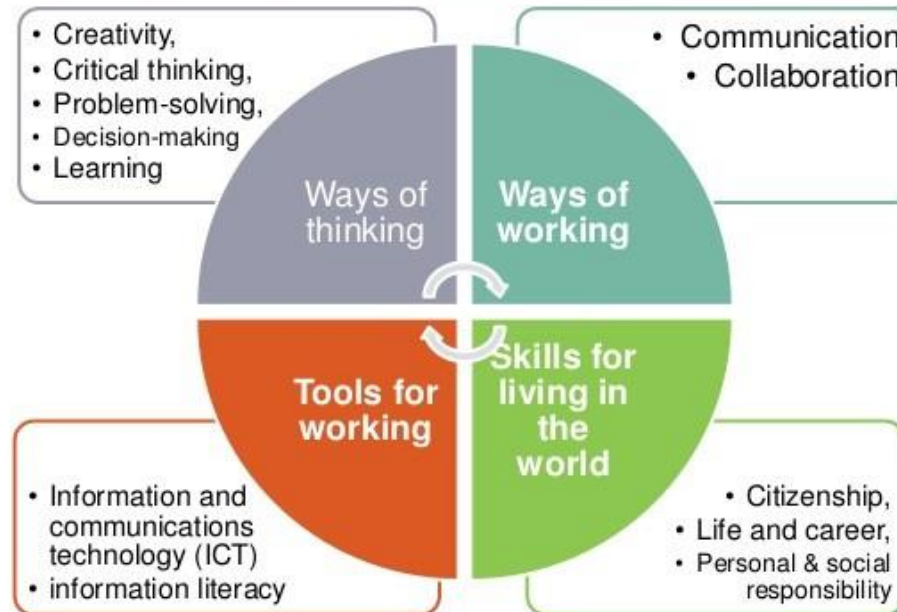 • Creativity,
• Critical thinking,
• Problem-solving,
• Decision-making
• Learning
• Communication
• Collaboration
Ways of
thinking
Ways of
working
Tools for
working
Skills for
living in
the
world
• Information and
communications
technology (ICT)
• information literacy
• Citizenship,
• Life and career,
• Personal & social
responsibility